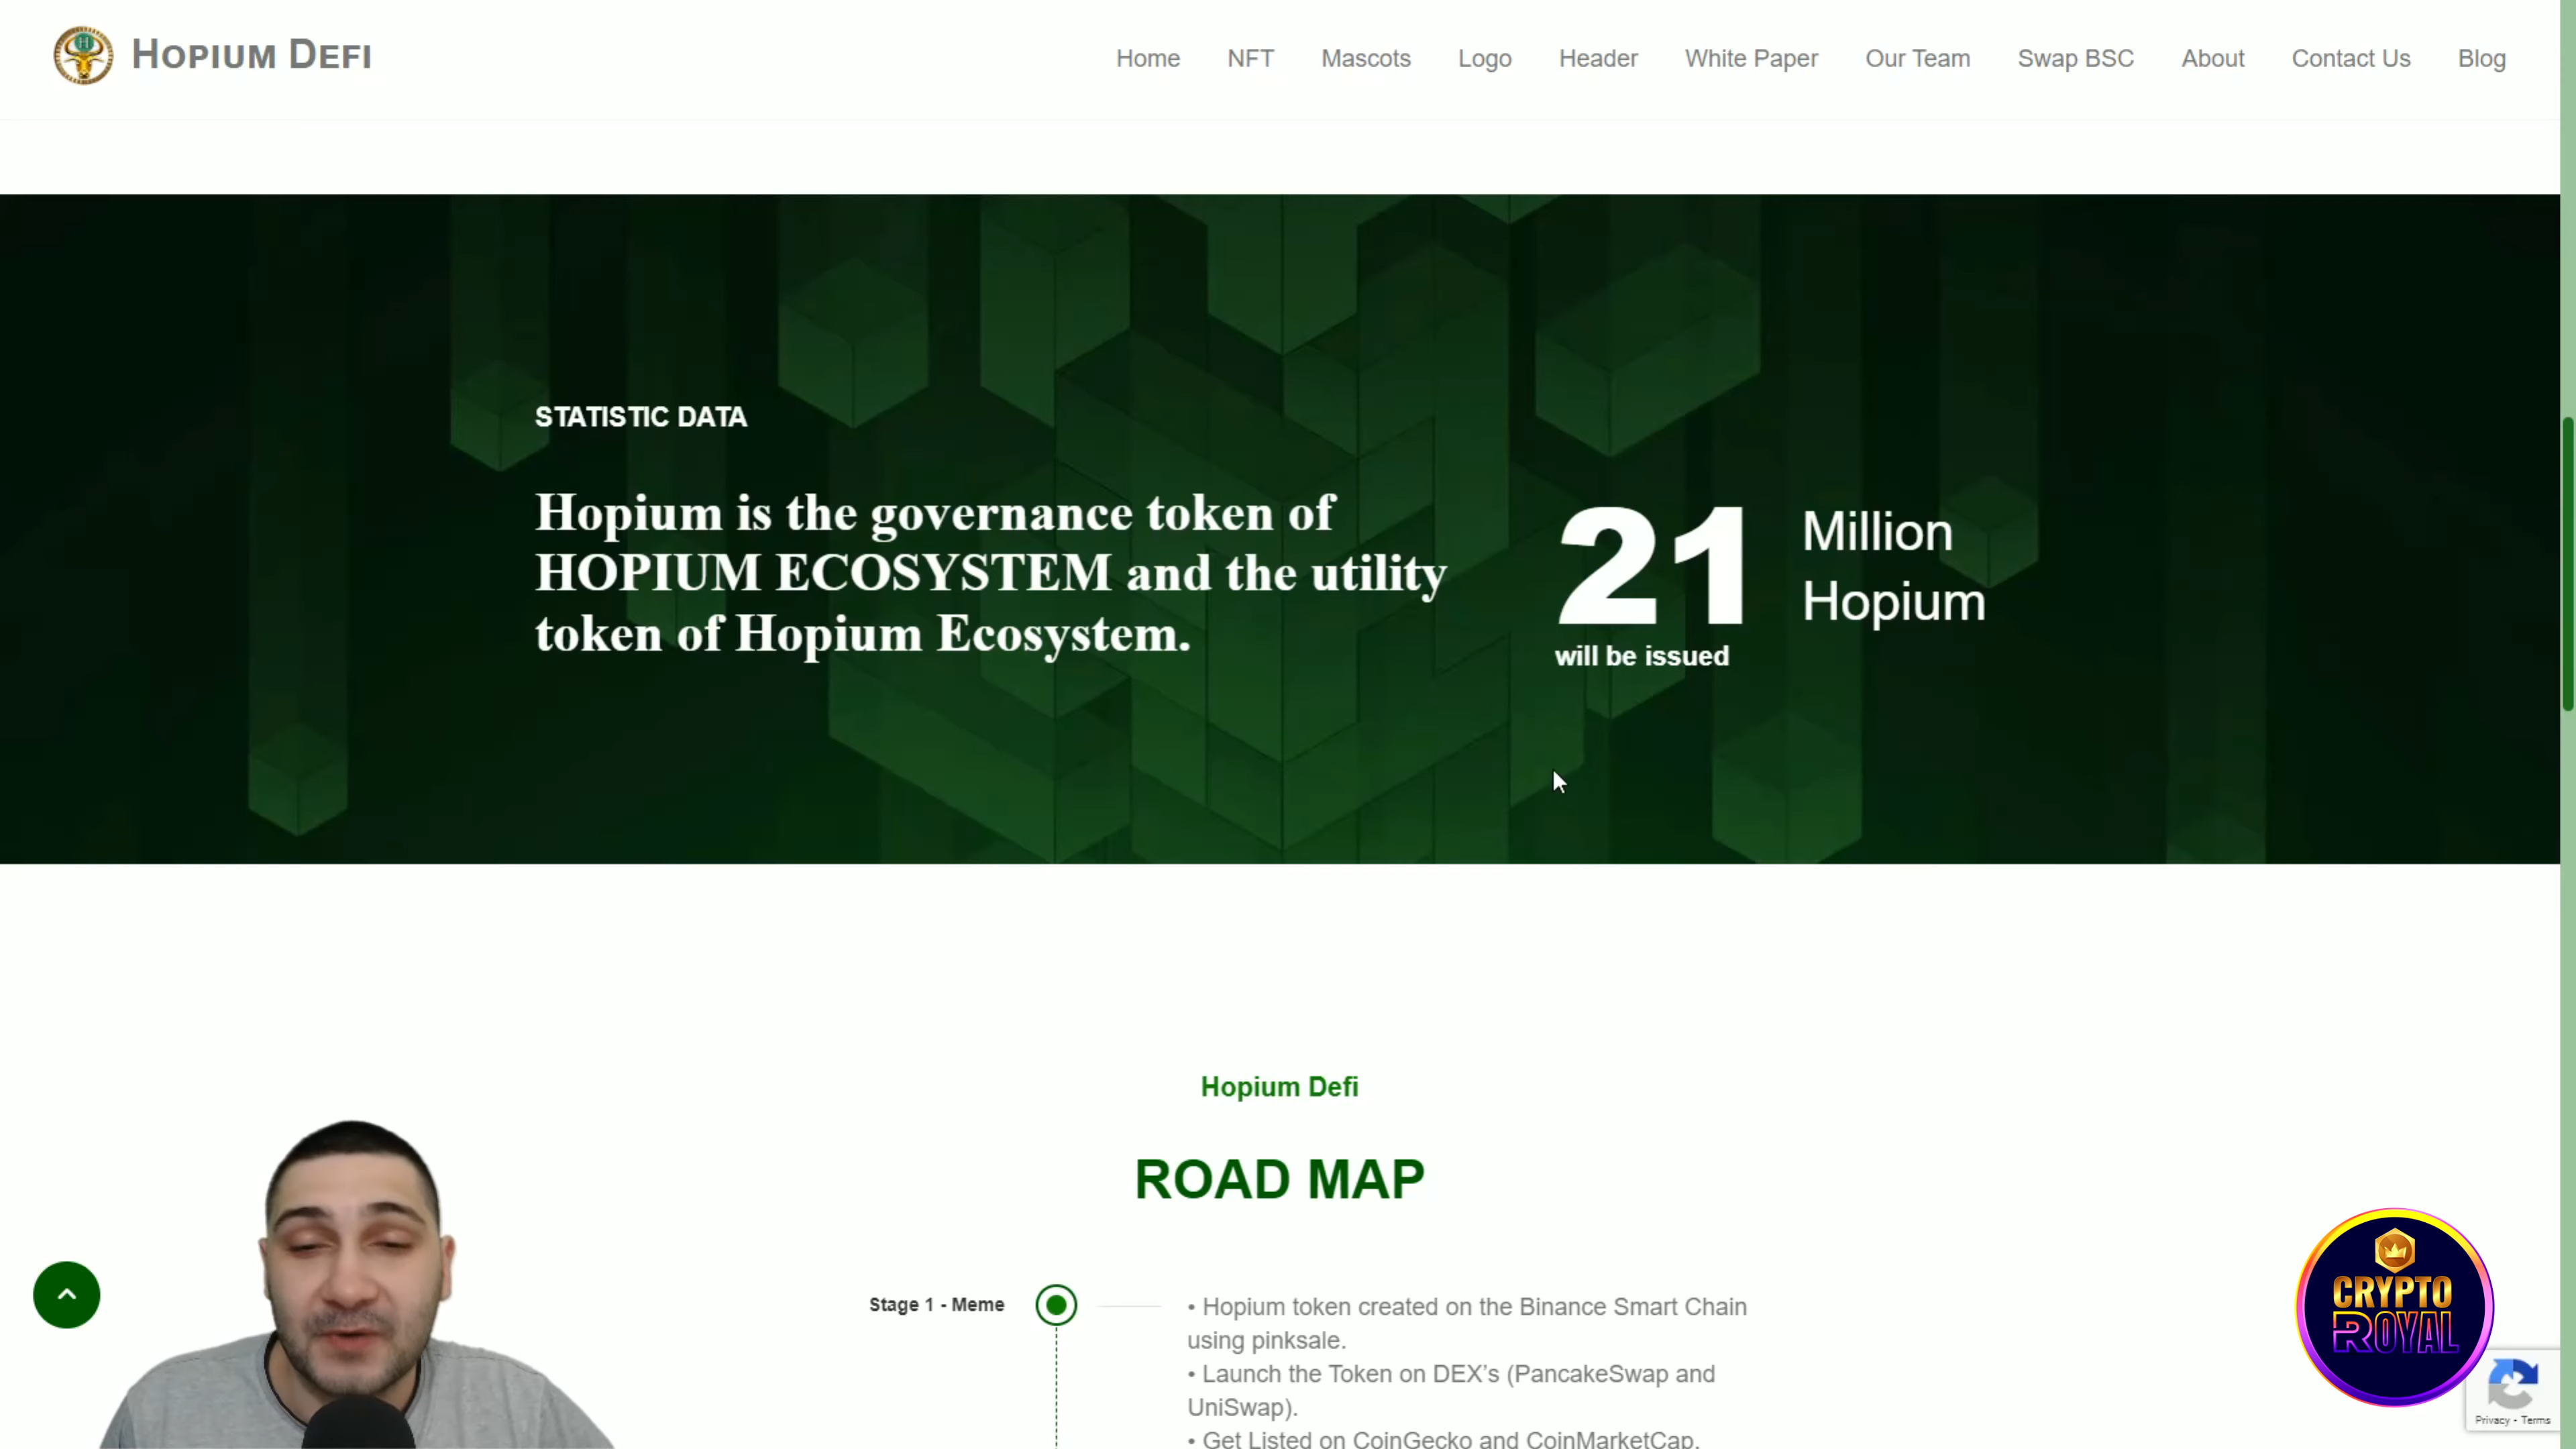 HOPIUM DEFI
Home NFT Mascots Logo Header White Paper Our Team Swap BSC About Contact Us Blog
STATISTIC DATA
Hopium is the governance token of
HOPIUM ECOSYSTEM and the utility
token of Hopium Ecosystem.
21 Million
Hopium
will be issued
Hopium Defi
ROAD MAP
Stage 1 - Meme
• Hopium token created on the Binance Smart Chain
using pinksale.
• Launch the Token on DEX's (PancakeSwap and
UniSwap).
• Get Listed on CoinGecko and CoinMarketCap.
CRYPTO
ROYAL
Privacy - Terms